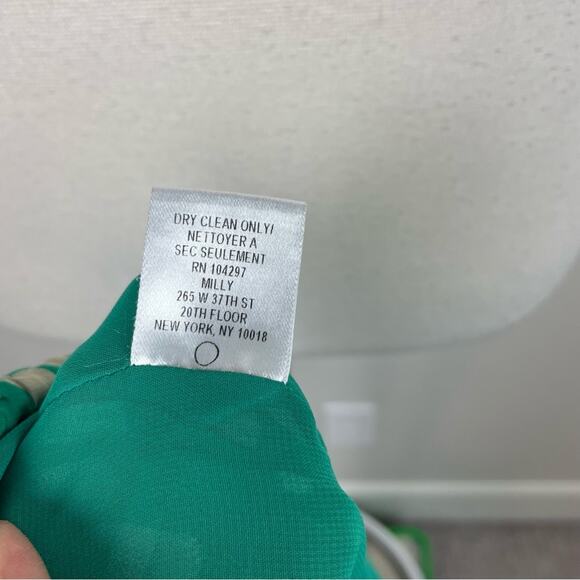 DRY CLEAN ONLY/
NETTOYER A
SEC SEULEMENT
RN 104297
MILLY
265 W 37TH ST
20TH FLOOR
NEW YORK, NY 10018